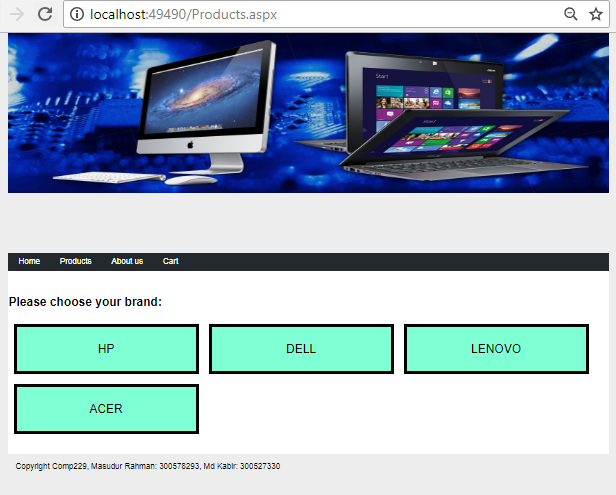 localhost:49490/Products.aspx
Start
Home Products About us Cart
Please choose your brand:
HP DELL LENOVO
ACER
Copyright Comp229, Masudur Rahman: 300578293, Md Kabir: 300527330